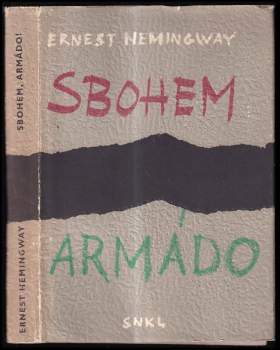 SBOHEM, ARMÁDO!
ERNEST HEMINGWAY
ERNEST HEMINGWAY
SBOHEM
ARMÁDO
SNKL